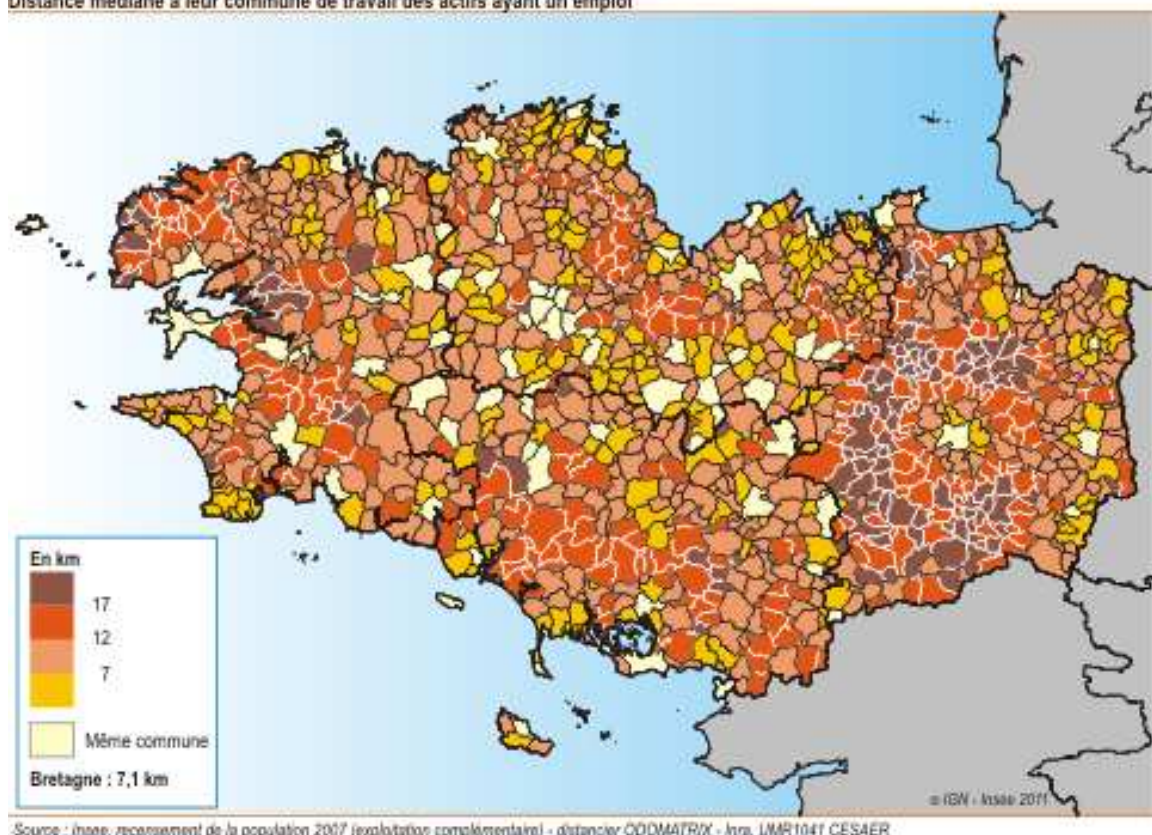 Distance médiane à leur commune de travail des actifs ayant un emploi
En km
17
12
7
Même commune
Bretagne : 7,1 km
© IGN - Insee 2011
Source : Insee, recensement de la population 2007 (exploitation complémentaire) - distancier ODOMATRIX - Inra, UMR1041 CESAER